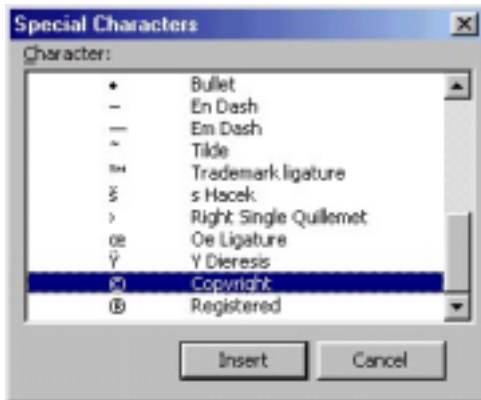 Special Characters
Character:
• Bullet
– En Dash
— Em Dash
˜ Tilde
™ Trademark ligature
š s Hacek
› Right Single Quillemet
œ Oe Ligature
Ÿ Y Dieresis
© Copyright
® Registered
Insert Cancel